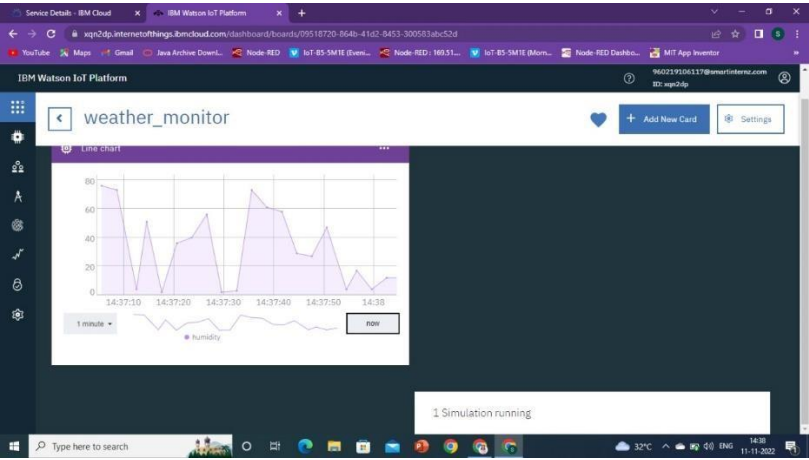 Service Details - IBM Cloud
IBM Watson IoT Platform
xqn2dp.internetofthings.ibmcloud.com/dashboard/boards/09518720-864b-41d2-8453-300583abc52d
YouTube Maps Gmail Java Archive Downl... Node-RED IoT-B5-5M1E (Eveni... Node-RED : 169.51.... IoT-B5-5M1E (Morn... Node-RED Dashbo... MIT App Inventor
IBM Watson IoT Platform
960219106117@smartinternz.com
ID: xqn2dp
weather_monitor
Add New Card
Settings
Line chart
80
60
40
20
0
14:37:10 14:37:20 14:37:30 14:37:40 14:37:50 14:38
1 minute
now
humidity
1 Simulation running
Type here to search
32°C
ENG
14:38
11-11-2022